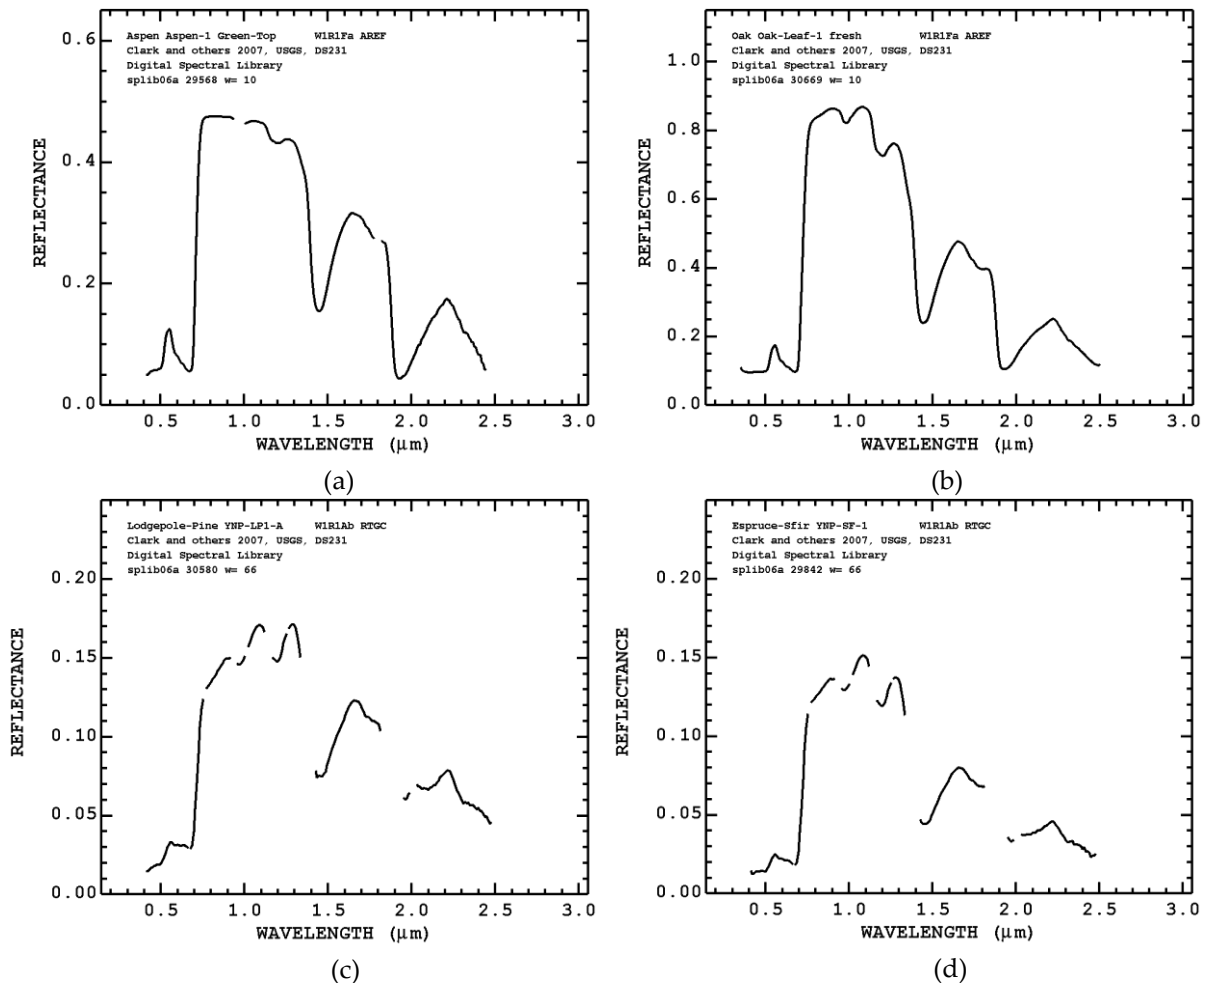 Aspen Aspen-1 Green-Top W1R1Fa AREF
Clark and others 2007, USGS, DS231
Digital Spectral Library
splib06a 29568 w= 10
0.6
0.4
0.2
0.0
REFLECTANCE
0.5 1.0 1.5 2.0 2.5 3.0
WAVELENGTH (μm)
(a)
Oak Oak-Leaf-1 fresh W1R1Fa AREF
Clark and others 2007, USGS, DS231
Digital Spectral Library
splib06a 30669 w= 10
1.0
0.8
0.6
0.4
0.2
0.0
REFLECTANCE
0.5 1.0 1.5 2.0 2.5 3.0
WAVELENGTH (μm)
(b)
Lodgepole-Pine YNP-LP1-A W1R1Ab RTGC
Clark and others 2007, USGS, DS231
Digital Spectral Library
splib06a 30580 w= 66
0.20
0.15
0.10
0.05
0.00
REFLECTANCE
0.5 1.0 1.5 2.0 2.5 3.0
WAVELENGTH (μm)
(c)
Espruce-Sfir YNP-SF-1 W1R1Ab RTGC
Clark and others 2007, USGS, DS231
Digital Spectral Library
splib06a 29842 w= 66
0.20
0.15
0.10
0.05
0.00
REFLECTANCE
0.5 1.0 1.5 2.0 2.5 3.0
WAVELENGTH (μm)
(d)